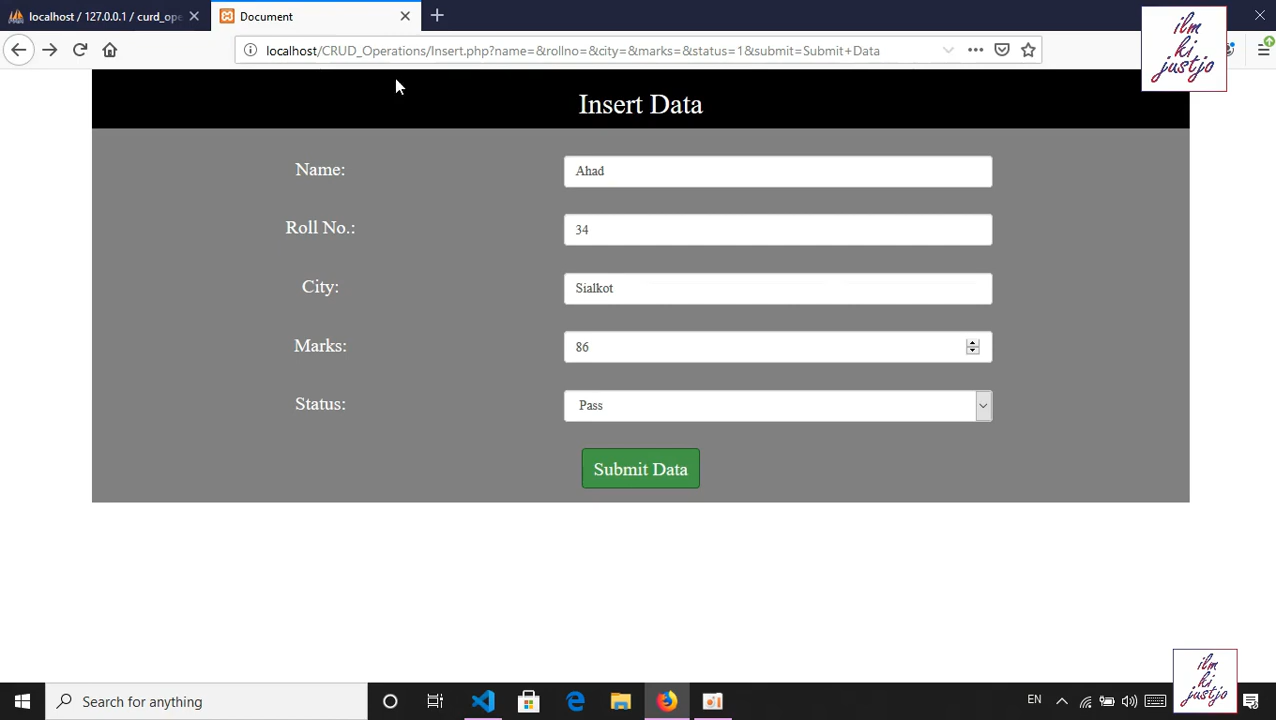 localhost / 127.0.0.1 / curd_ope
Document
localhost/CRUD_Operations/Insert.php?name=&rollno=&city=&marks=&status=1&submit=Submit+Data
ilm
ki
justjo
Insert Data
Name:
Ahad
Roll No.:
34
City:
Sialkot
Marks:
86
Status:
Pass
Submit Data
ilm
ki
justjo
Search for anything
EN